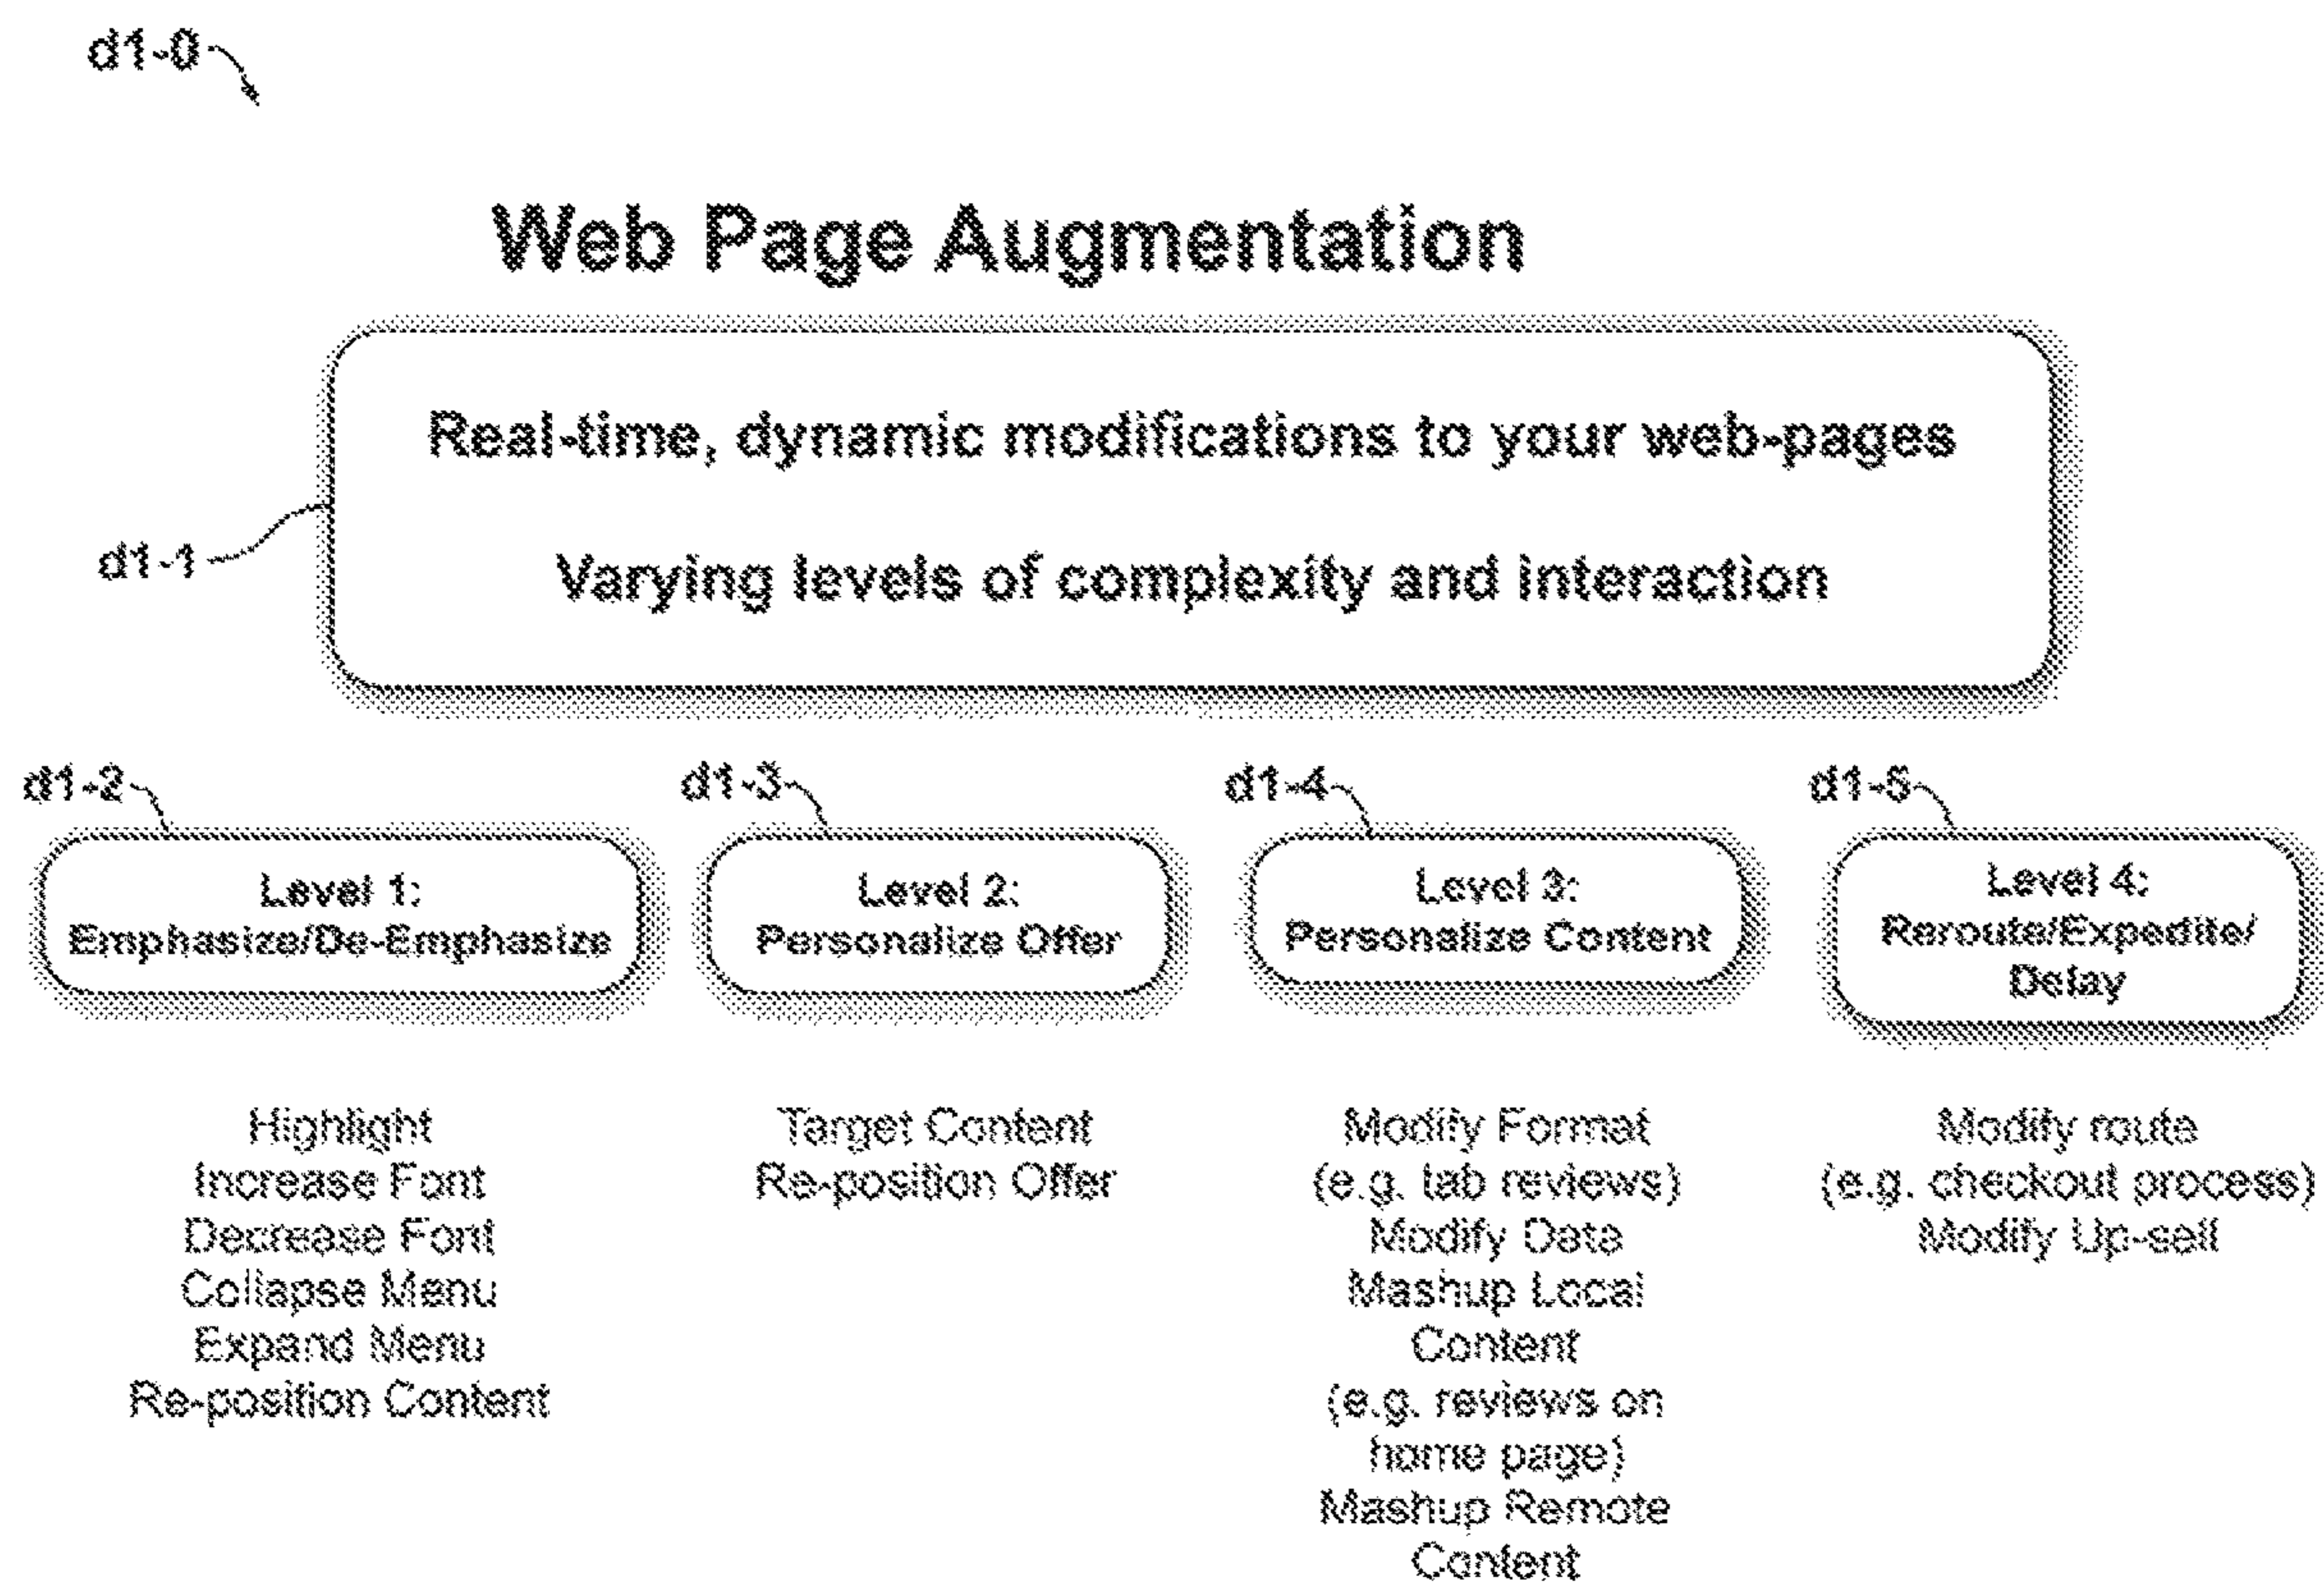 d1-0
Web Page Augmentation
Real-time, dynamic modifications to your web-pages
Varying levels of complexity and interaction
d1-1
d1-2
d1-3
d1-4
d1-5
Level 1:
Emphasize/De-Emphasize
Level 2:
Personalize Offer
Level 3:
Personalize Content
Level 4:
Reroute/Expedite/
Delay
Highlight
Increase Font
Decrease Font
Collapse Menu
Expand Menu
Re-position Content
Target Content
Re-position Offer
Modify Format
(e.g. tab reviews)
Modify Data
Mashup Local
Content
(e.g. reviews on
home page)
Mashup Remote
Content
Modify route
(e.g. checkout process)
Modify Up-sell